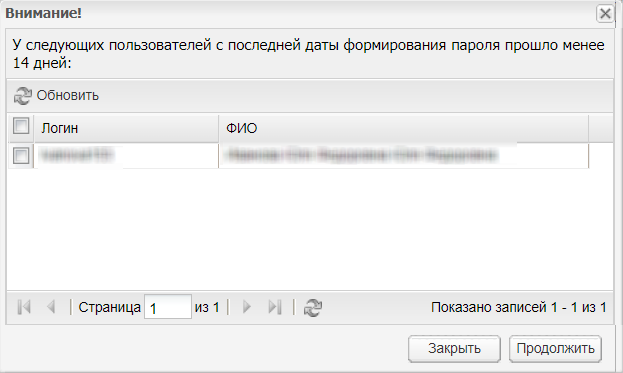 Внимание!
У следующих пользователей с последней даты формирования пароля прошло менее
14 дней:
Обновить
Логин ФИО
Страница 1 из 1 Показано записей 1 - 1 из 1
Закрыть Продолжить